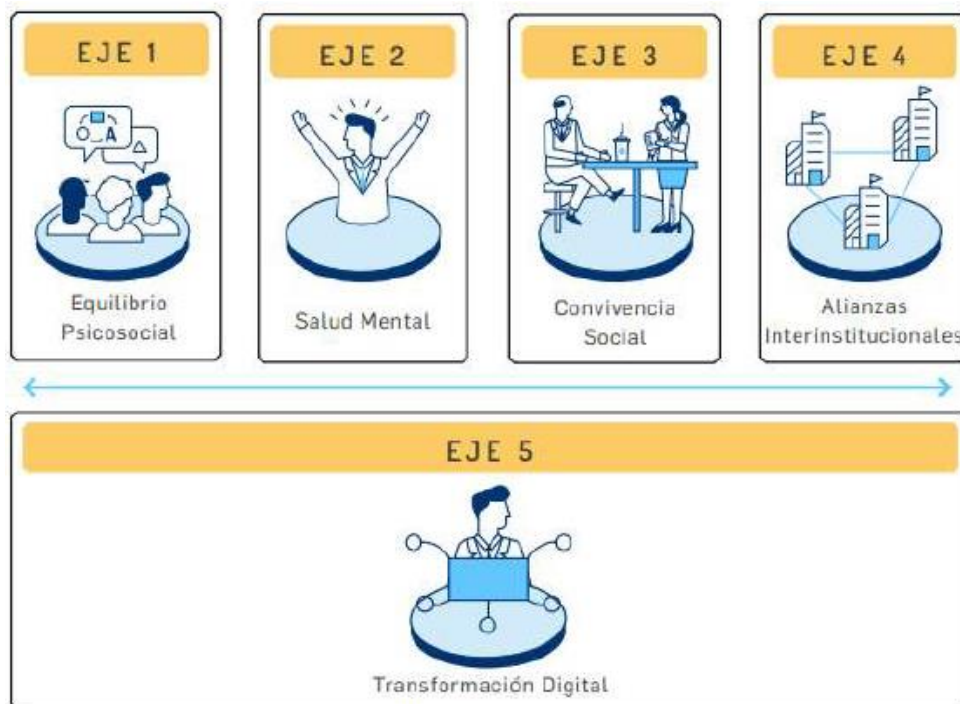 EJE 1
EJE 2
EJE 3
EJE 4
Equilibrio
Psicosocial
Salud Mental
Convivencia
Social
Alianzas
Interinstitucionales
EJE 5
Transformación Digital